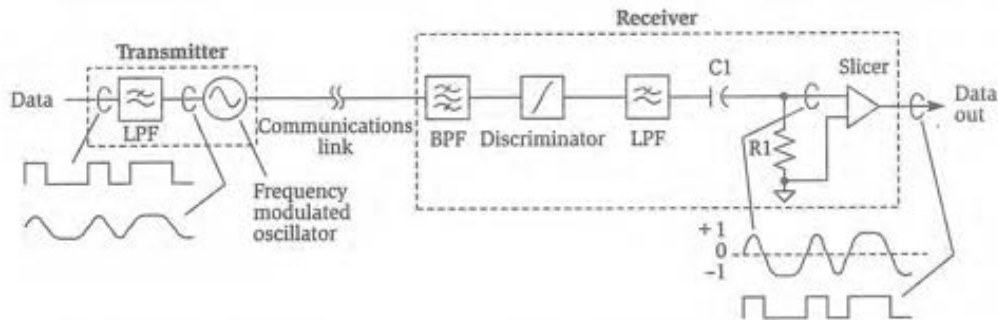 Receiver
Transmitter
C1
Slicer
Data
Data
out
LPF
Communications
link
BPF
Discriminator
LPF
R1
Frequency
modulated
oscillator
+1
0
−1